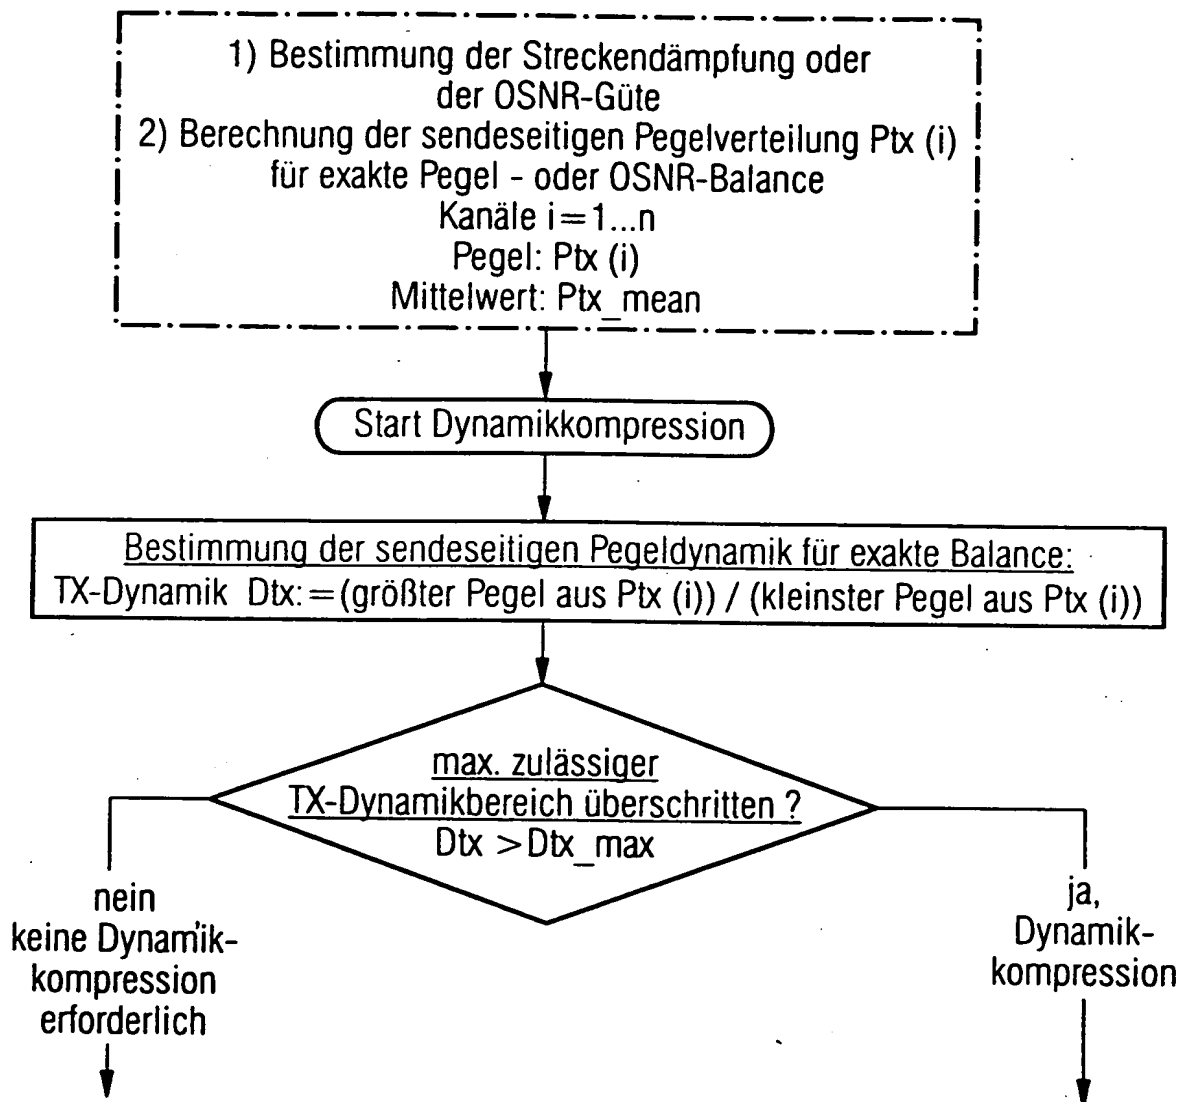 1) Bestimmung der Streckendämpfung oder
der OSNR-Güte
2) Berechnung der sendeseitigen Pegelverteilung Ptx (i)
für exakte Pegel - oder OSNR-Balance
Kanäle i=1...n
Pegel: Ptx (i)
Mittelwert: Ptx_mean
Start Dynamikkompression
Bestimmung der sendeseitigen Pegeldynamik für exakte Balance:
TX-Dynamik Dtx:=(größter Pegel aus Ptx (i)) / (kleinster Pegel aus Ptx (i))
max. zulässiger
TX-Dynamikbereich überschritten ?
Dtx >Dtx_max
nein
keine Dynamik-
kompression
erforderlich
ja,
Dynamik-
kompression